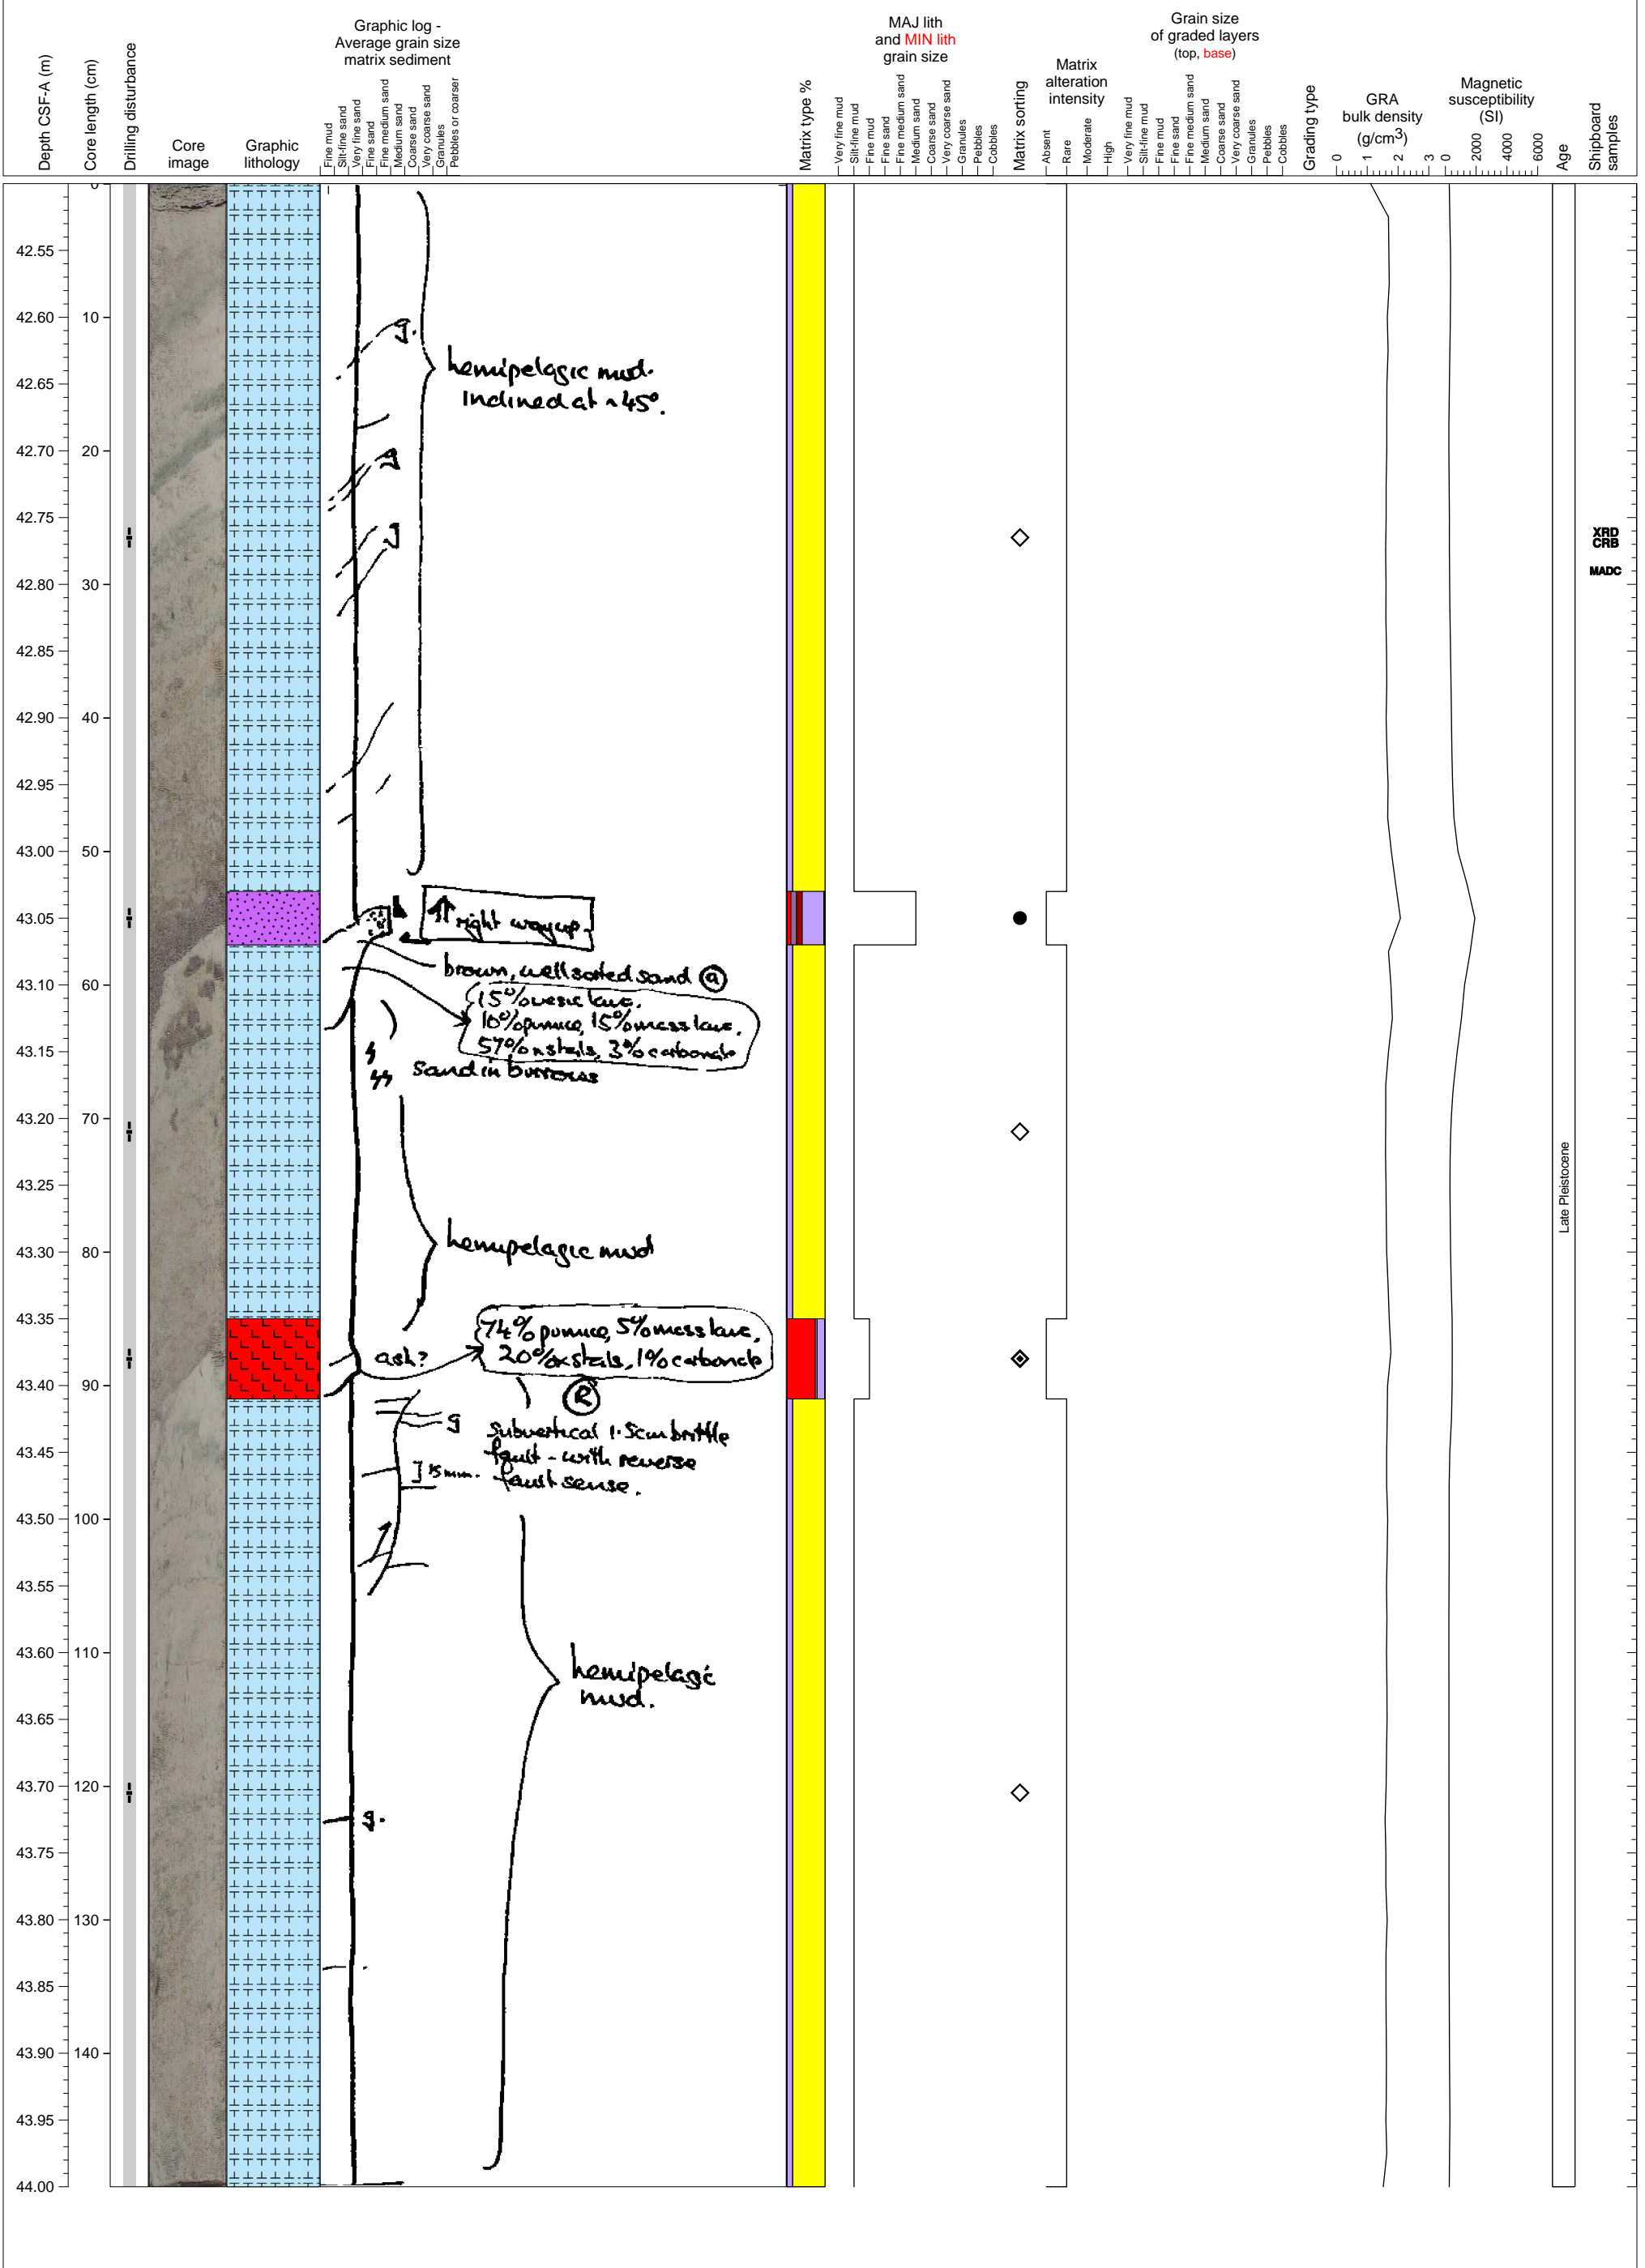 Depth CSF-A (m)
Core length (cm)
Drilling disturbance
Core
image
Graphic
lithology
Graphic log -
Average grain size
matrix sediment
Fine mud
Silt-fine sand
Very fine sand
Fine sand
Fine medium sand
Medium sand
Coarse sand
Very coarse sand
Granules
Pebbles or coarser
Matrix type %
MAJ lith
and MIN lith
grain size
Very fine mud
Silt-fine mud
Fine mud
Fine sand
Fine medium sand
Medium sand
Coarse sand
Very coarse sand
Granules
Pebbles
Cobbles
Matrix sorting
Matrix
alteration
intensity
Absent
Rare
Moderate
High
Grain size
of graded layers
(top, base)
Very fine mud
Silt-fine mud
Fine mud
Fine sand
Fine medium sand
Medium sand
Coarse sand
Very coarse sand
Granules
Pebbles
Cobbles
Grading type
GRA
bulk density
(g/cm3)
0 1 2 3
Magnetic
susceptibility
(SI)
0 2000 4000 6000
Age
Shipboard
samples
0
42.55
42.60 10
42.65
42.70 20
42.75
42.80 30
42.85
42.90 40
42.95
43.00 50
43.05
43.10 60
43.15
43.20 70
43.25
43.30 80
43.35
43.40 90
43.45
43.50 100
43.55
43.60 110
43.65
43.70 120
43.75
43.80 130
43.85
43.90 140
43.95
44.00
g.
hemipelagic mud.
Inclined at ~45°.
g
g
right way up.
brown, well sorted sand a
15% vesic lava,
10% pumice, 15% mass lava,
57% xstals, 3% carbonate
Sand in burrows
hemipelagic mud
74% pumice, 5% mass lava,
20% xstals, 1% carbonate
ash?
R
g
Subvertical 1.5cm brittle
fault - with reverse
fault sense.
15mm.
hemipelagic
mud.
g.
XRD
CRB
MADC
Late Pleistocene